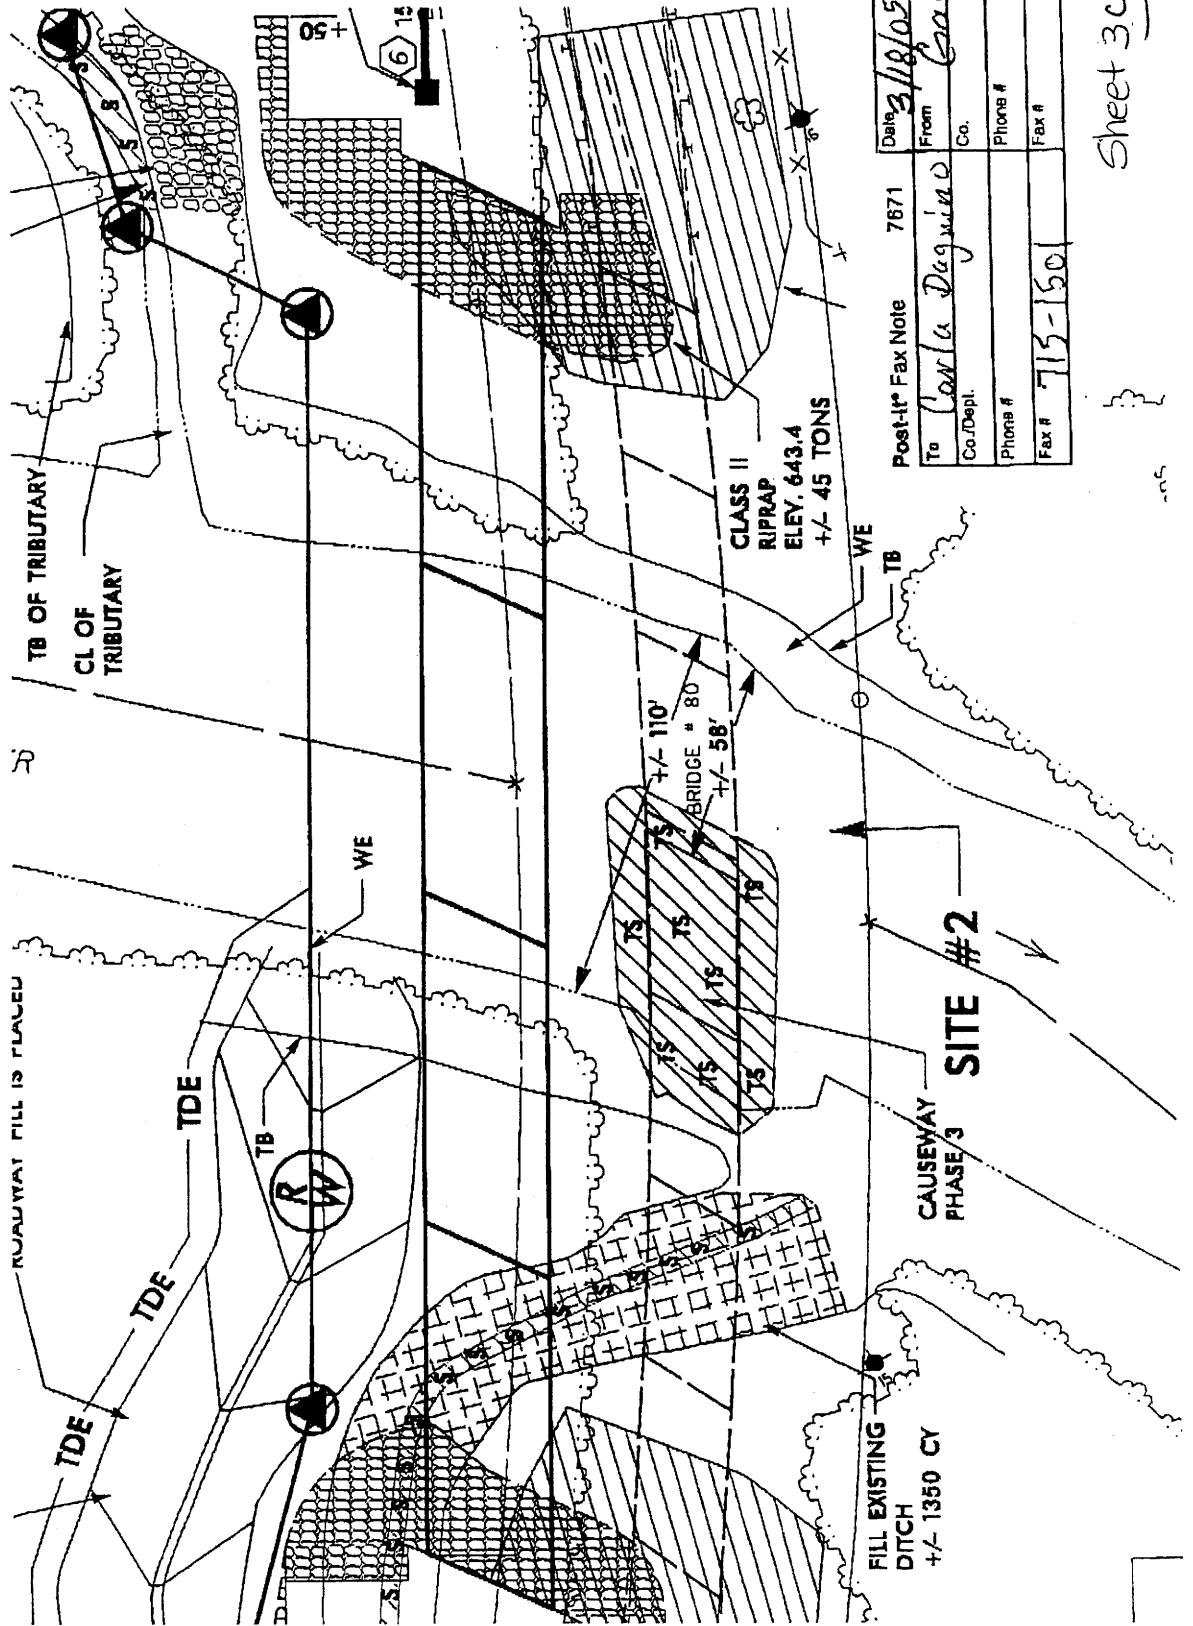 TB OF TRIBUTARY
CL OF
TRIBUTARY
R
ROADWAY FILL IS PLACED
TDE
TDE
TDE
TB
WE
R/W
+50
6
15
CLASS II
RIPRAP
ELEV. 643.4
+/- 45 TONS
WE
TB
+/- 110'
BRIDGE # 80
+/- 58'
TS
TS
TS
TS
TS
TS
TS
TS
CAUSEWAY
PHASE 3
SITE #2
FILL EXISTING
DITCH
+/- 1350 CY
S
S
S
S
S
S
S
S
S
S
S
S
Post-It® Fax Note 7671
Date 3/18/05
To Carla Dagnino
From
Co./Dept.
Co.
Phone #
Phone #
Fax # 715-1501
Fax #
Sheet 3C